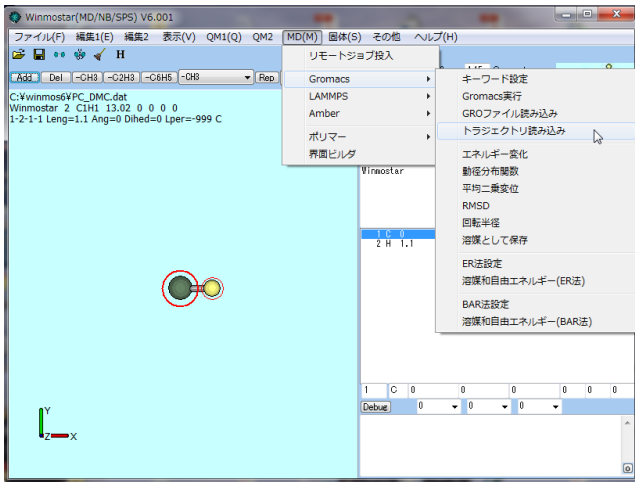 Winmostar(MD/NB/SPS) V6.001
ファイル(F) 編集1(E) 編集2 表示(V) QM1(Q) QM2 MD(M) 固体(S) その他 ヘルプ(H)
H
Add Del -CH3 -C2H3 -C6H5 -CH3 Rep
C:¥winmos6¥PC_DMC.dat
Winmostar 2 C1H1 13.02 0 0 0 0
1-2-1-1 Leng=1.1 Ang=0 Dihed=0 Lper=-999 C
リモートジョブ投入
Gromacs
LAMMPS
Amber
ポリマー
界面ビルダ
キーワード設定
Gromacs実行
GROファイル読み込み
トラジェクトリ読み込み
エネルギー変化
動径分布関数
平均二乗変位
RMSD
回転半径
溶媒として保存
ER法設定
溶媒和自由エネルギー(ER法)
BAR法設定
溶媒和自由エネルギー(BAR法)
Winmostar
1 C 0
2 H 1.1
1 C 0 0 0 0 0 0
Debug 0 0 0
Y
Z X